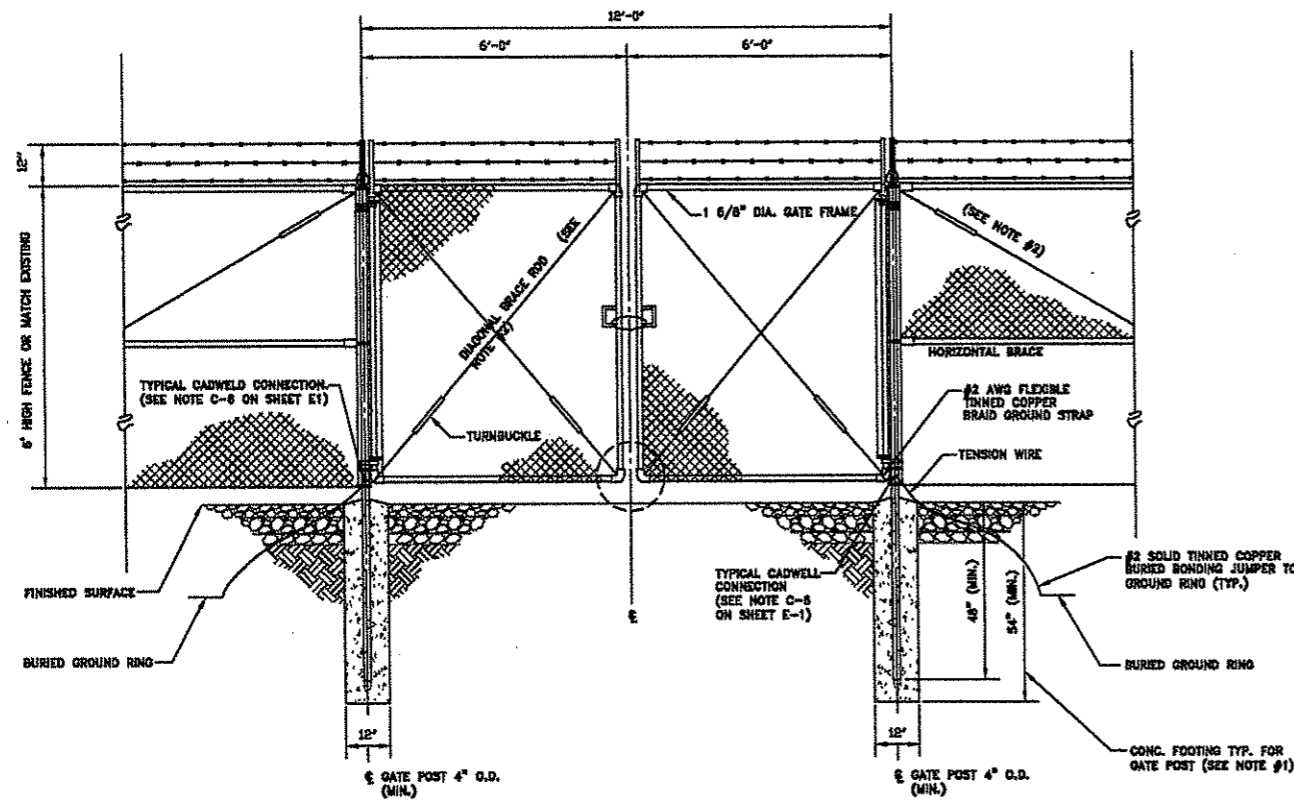 12'-0"
6'-0"
6'-0"
12"
6' HIGH FENCE OR MATCH EXISTING
1 6/8" DIA. GATE FRAME
(SEE NOTE #2)
DIAGONAL BRACE ROD (SEE
NOTE #2)
HORIZONTAL BRACE
TYPICAL CADWELD CONNECTION.
(SEE NOTE C-6 ON SHEET E1)
#2 AWG FLEXIBLE
TINNED COPPER
BRAID GROUND STRAP
TURNBUCKLE
TENSION WIRE
FINISHED SURFACE
TYPICAL CADWELL
CONNECTION
(SEE NOTE C-6
ON SHEET E-1)
48" (MIN.)
54" (MIN.)
#2 SOLID TINNED COPPER
BURIED BONDING JUMPER TO
GROUND RING (TYP.)
BURIED GROUND RING
BURIED GROUND RING
12"
12"
CONC. FOOTING TYP. FOR
GATE POST (SEE NOTE #1)
℄ GATE POST 4" O.D.
(MIN.)
℄ GATE POST 4" O.D.
(MIN.)
℄